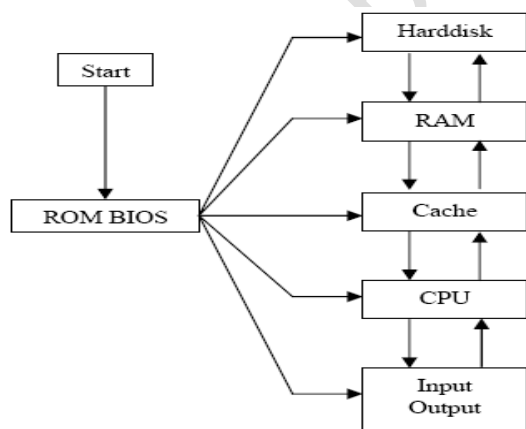 Start
ROM BIOS
Harddisk
RAM
Cache
CPU
Input
Output